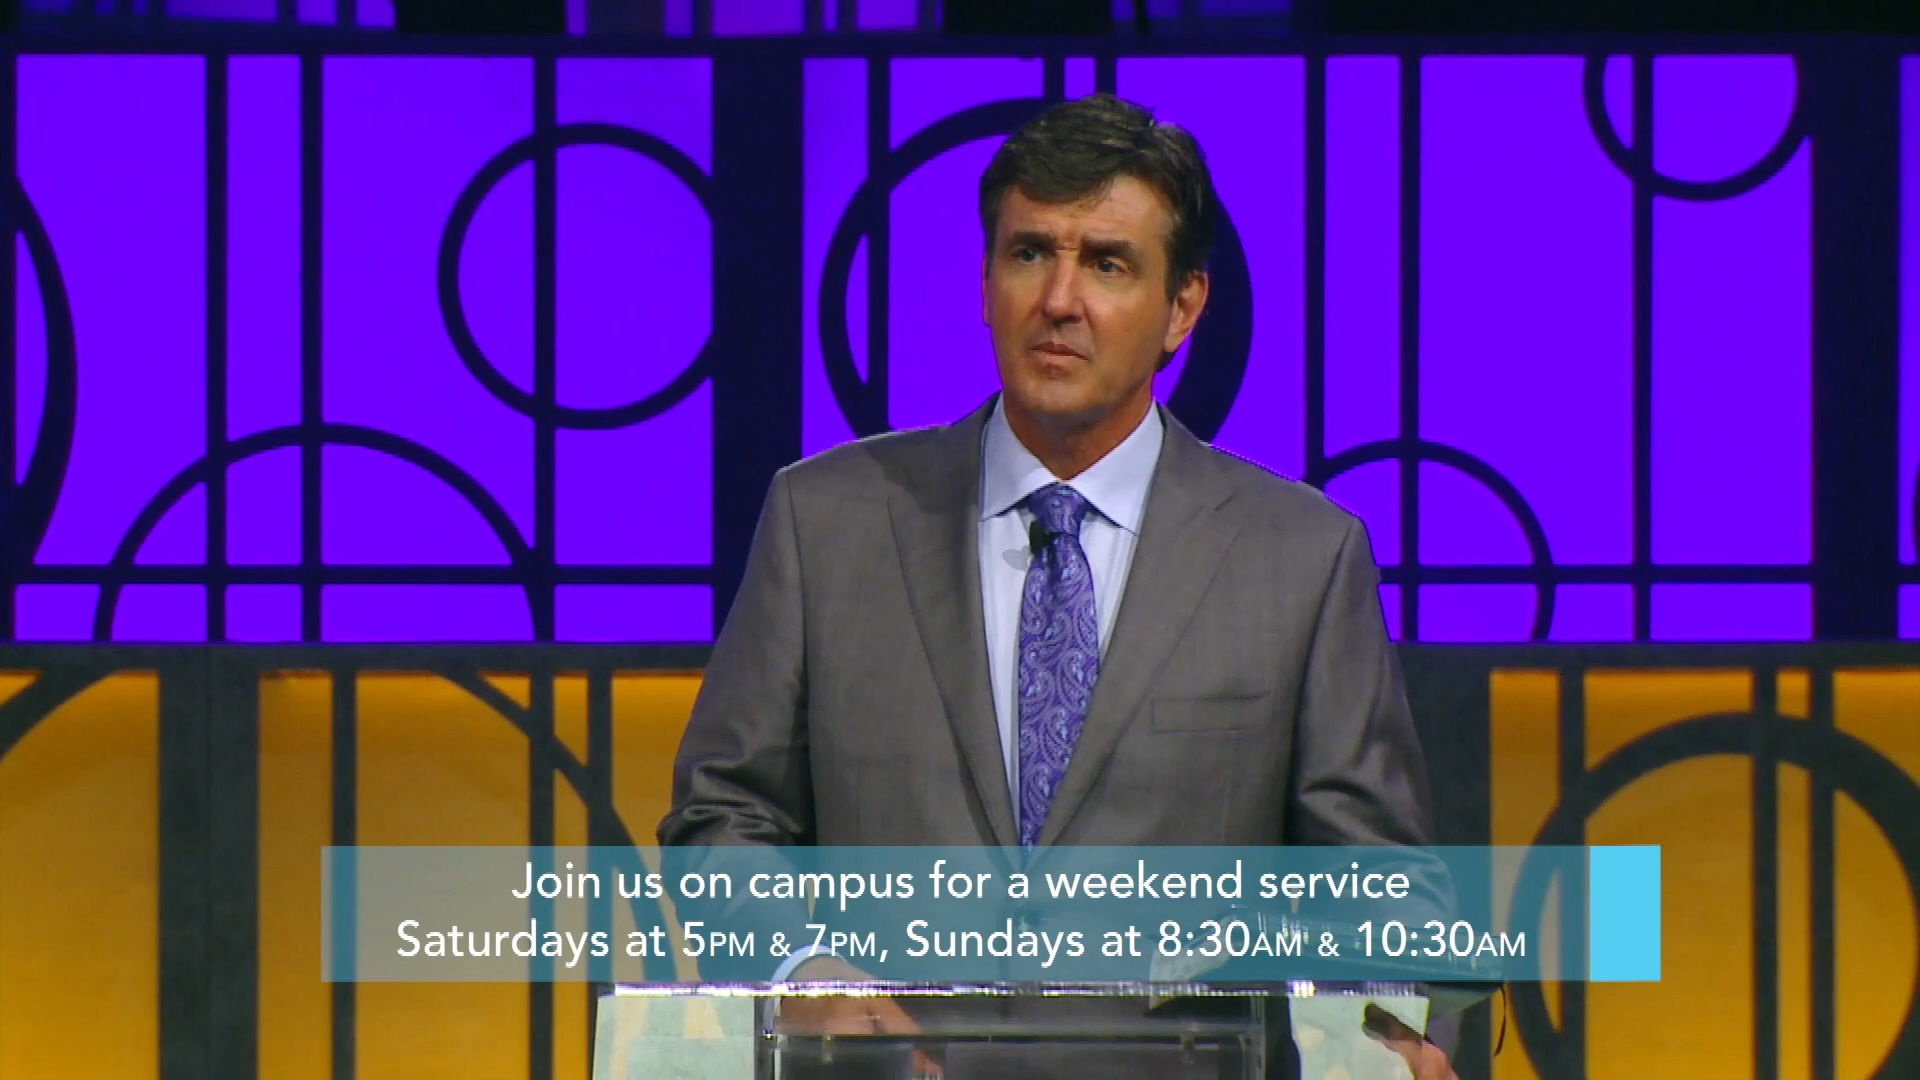 Join us on campus for a weekend service
Saturdays at 5PM & 7PM, Sundays at 8:30AM & 10:30AM